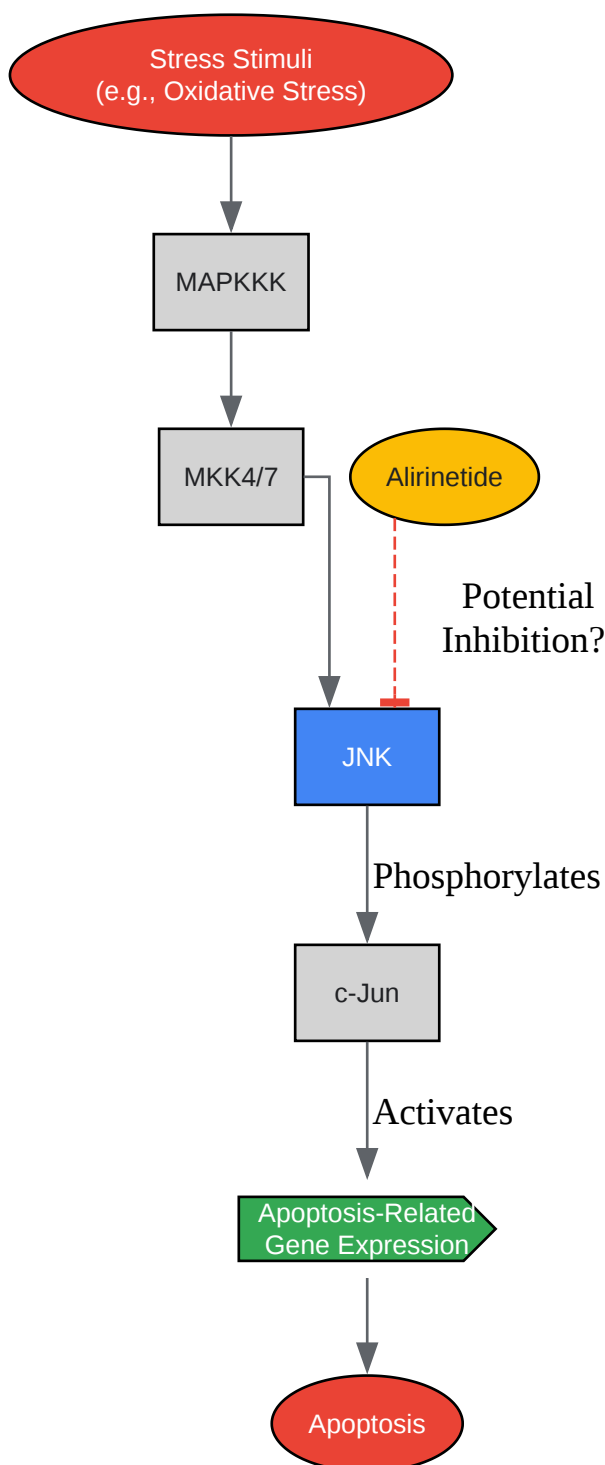 Stress Stimuli
(e.g., Oxidative Stress)
MAPKKK
MKK4/7
Alirinetide
Potential
Inhibition?
JNK
Phosphorylates
c-Jun
Activates
Apoptosis-Related
Gene Expression
Apoptosis